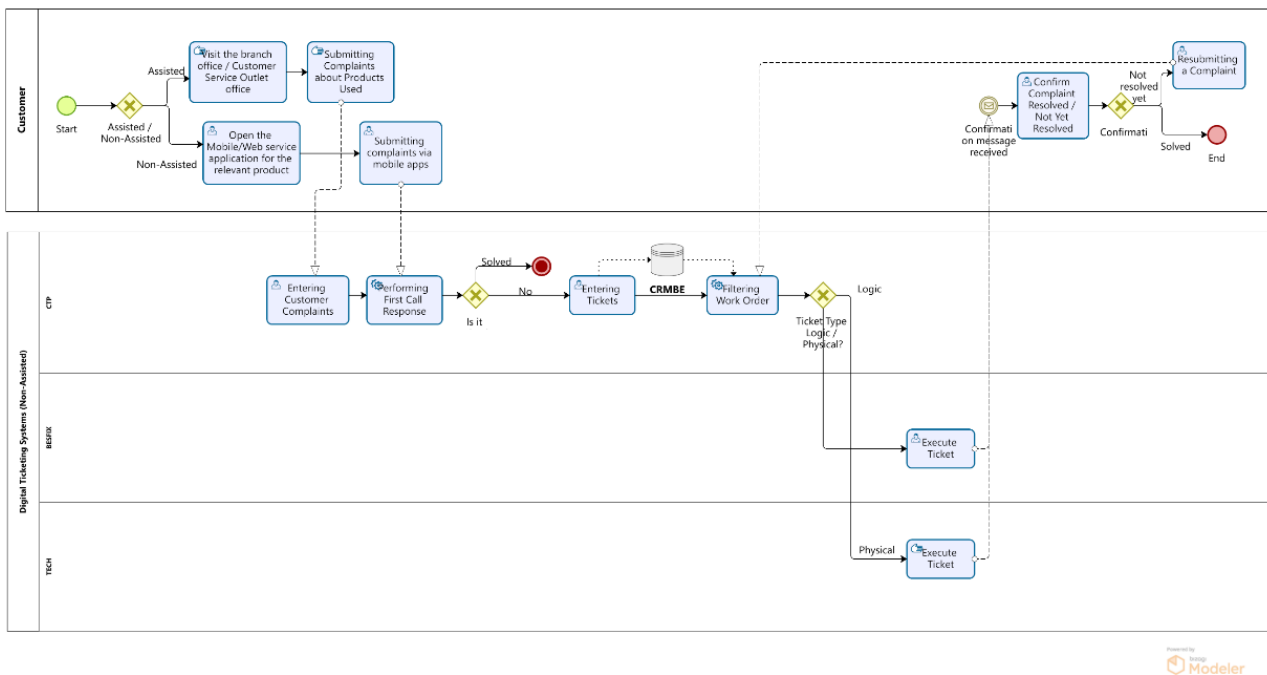 Customer
Start
Assisted /
Non-Assisted
Assisted
Non-Assisted
Visit the branch
office / Customer
Service Outlet
office
Submitting
Complaints
about Products
Used
Open the
Mobile/Web service
application for the
relevant product
Submitting
complaints via
mobile apps
Confirmati
on message
received
Confirm
Complaint
Resolved /
Not Yet
Resolved
Confirmati
Not
resolved
yet
Solved
Resubmitting
a Complaint
End
Digital Ticketing Systems (Non-Assisted)
CTP
Entering
Customer
Complaints
Performing
First Call
Response
Is it
Solved
No
Entering
Tickets
CRMBE
Filtering
Work Order
Ticket Type
Logic /
Physical?
Logic
BESFIX
Execute
Ticket
TECH
Physical
Execute
Ticket
Powered by
bizagi
Modeler